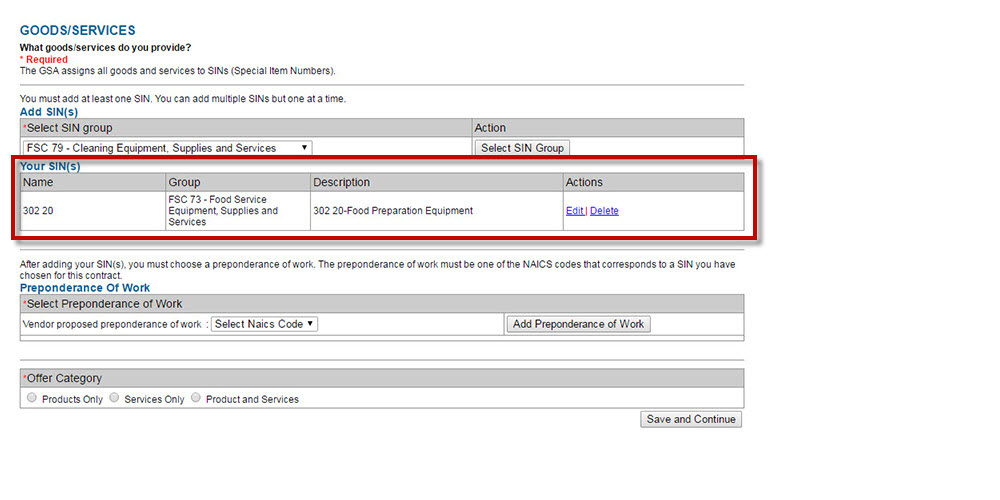 GOODS/SERVICES
What goods/services do you provide?
* Required
The GSA assigns all goods and services to SINs (Special Item Numbers).
You must add at least one SIN. You can add multiple SINs but one at a time.
Add SIN(s)
*Select SIN group Action
FSC 79 - Cleaning Equipment, Supplies and Services Select SIN Group
Your SIN(s)
Name Group Description Actions
302 20 FSC 73 - Food Service Equipment, Supplies and Services 302 20-Food Preparation Equipment Edit | Delete
After adding your SIN(s), you must choose a preponderance of work. The preponderance of work must be one of the NAICS codes that corresponds to a SIN you have
chosen for this contract.
Preponderance Of Work
*Select Preponderance of Work
Vendor proposed preponderance of work : Select Naics Code Add Preponderance of Work
*Offer Category
Products Only Services Only Product and Services
Save and Continue